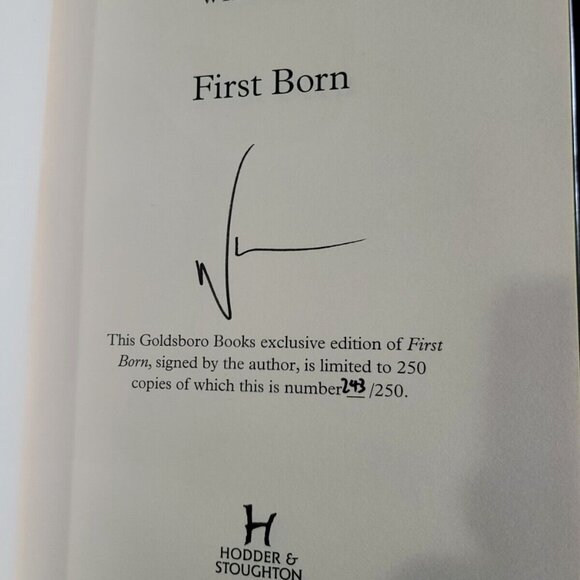 First Born
This Goldsboro Books exclusive edition of First
Born, signed by the author, is limited to 250
copies of which this is number 243 /250.
H
HODDER &
STOUGHTON